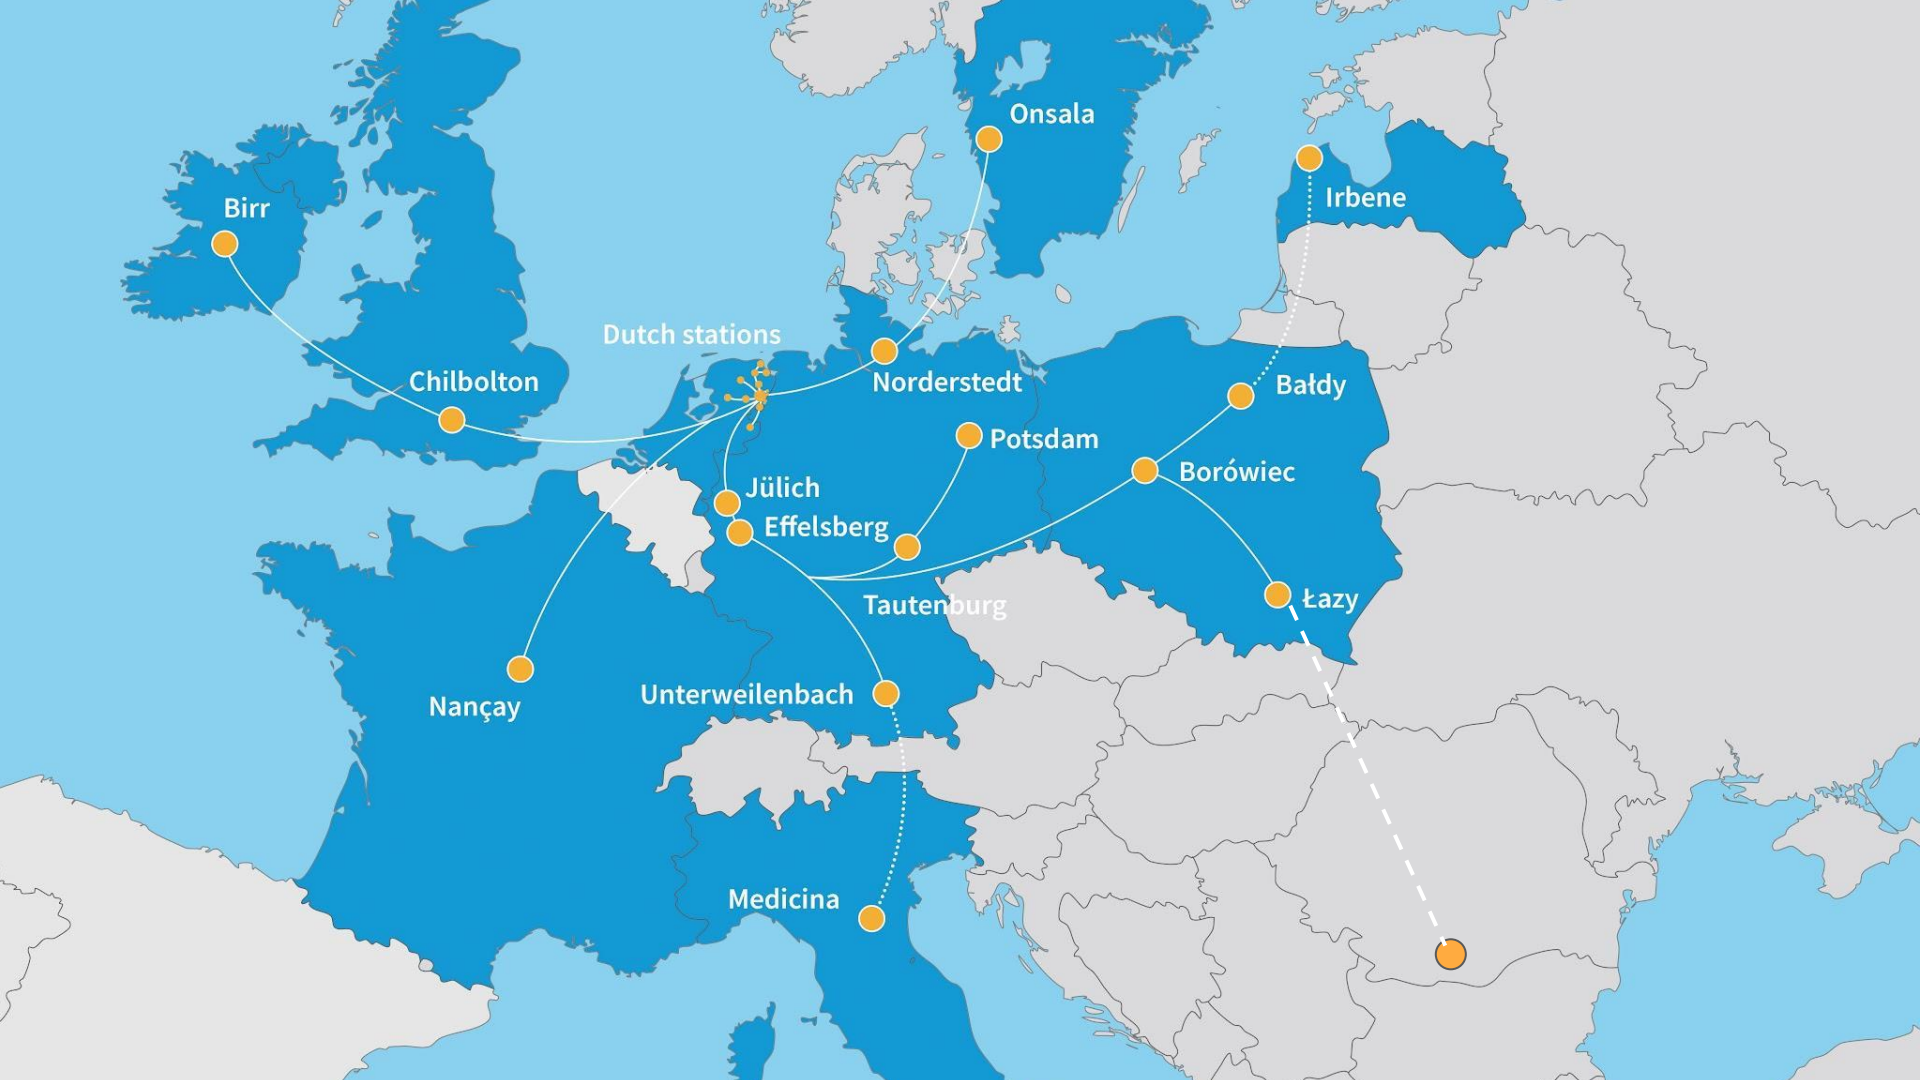 Onsala
Irbene
Birr
Dutch stations
Chilbolton
Norderstedt
Bałdy
Potsdam
Borówiec
Jülich
Effelsberg
Tautenburg
Łazy
Unterweilenbach
Nançay
Medicina